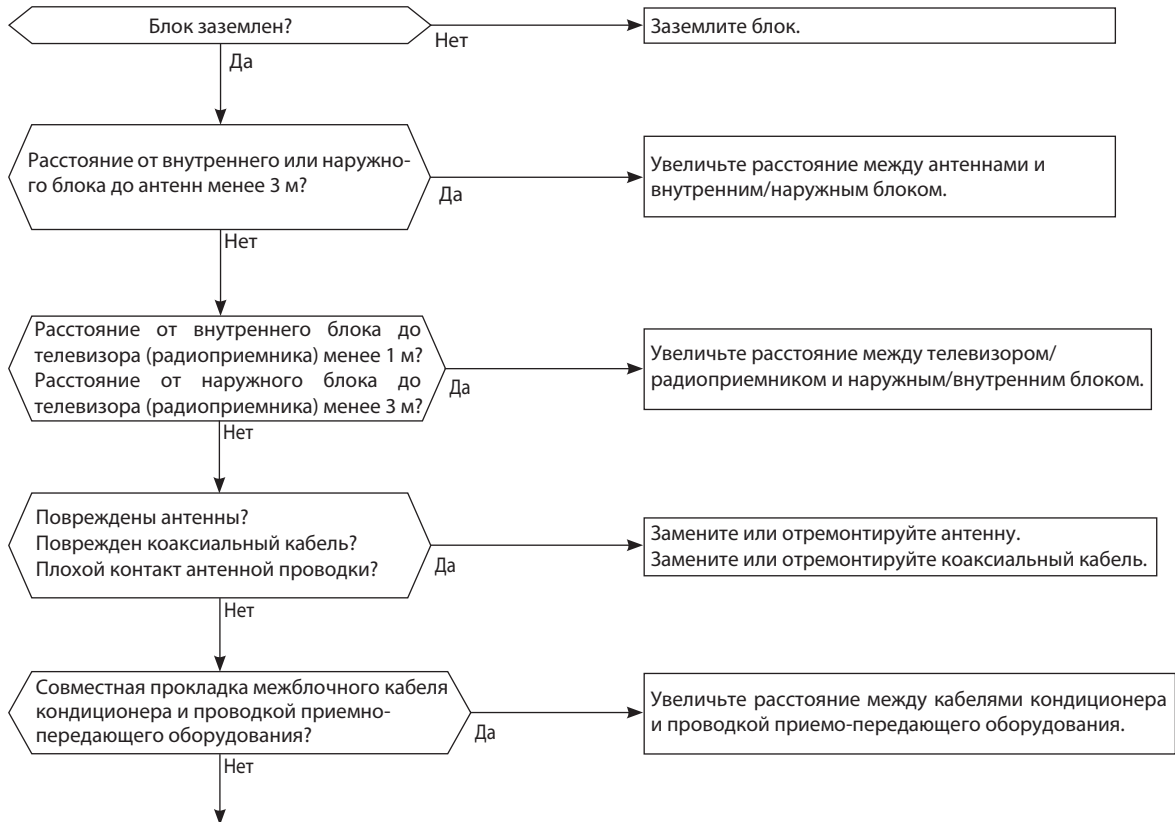 Блок заземлен?
Нет
Заземлите блок.
Да
Расстояние от внутреннего или наружно-
го блока до антенн менее 3 м?
Да
Увеличьте расстояние между антеннами и
внутренним/наружным блоком.
Нет
Расстояние от внутреннего блока до
телевизора (радиоприемника) менее 1 м?
Расстояние от наружного блока до
телевизора (радиоприемника) менее 3 м?
Да
Увеличьте расстояние между телевизором/
радиоприемником и наружным/внутренним блоком.
Нет
Повреждены антенны?
Поврежден коаксиальный кабель?
Плохой контакт антенной проводки?
Да
Замените или отремонтируйте антенну.
Замените или отремонтируйте коаксиальный кабель.
Нет
Совместная прокладка межблочного кабеля
кондиционера и проводкой приемно-
передающего оборудования?
Да
Увеличьте расстояние между кабелями кондиционера
и проводкой приемо-передающего оборудования.
Нет